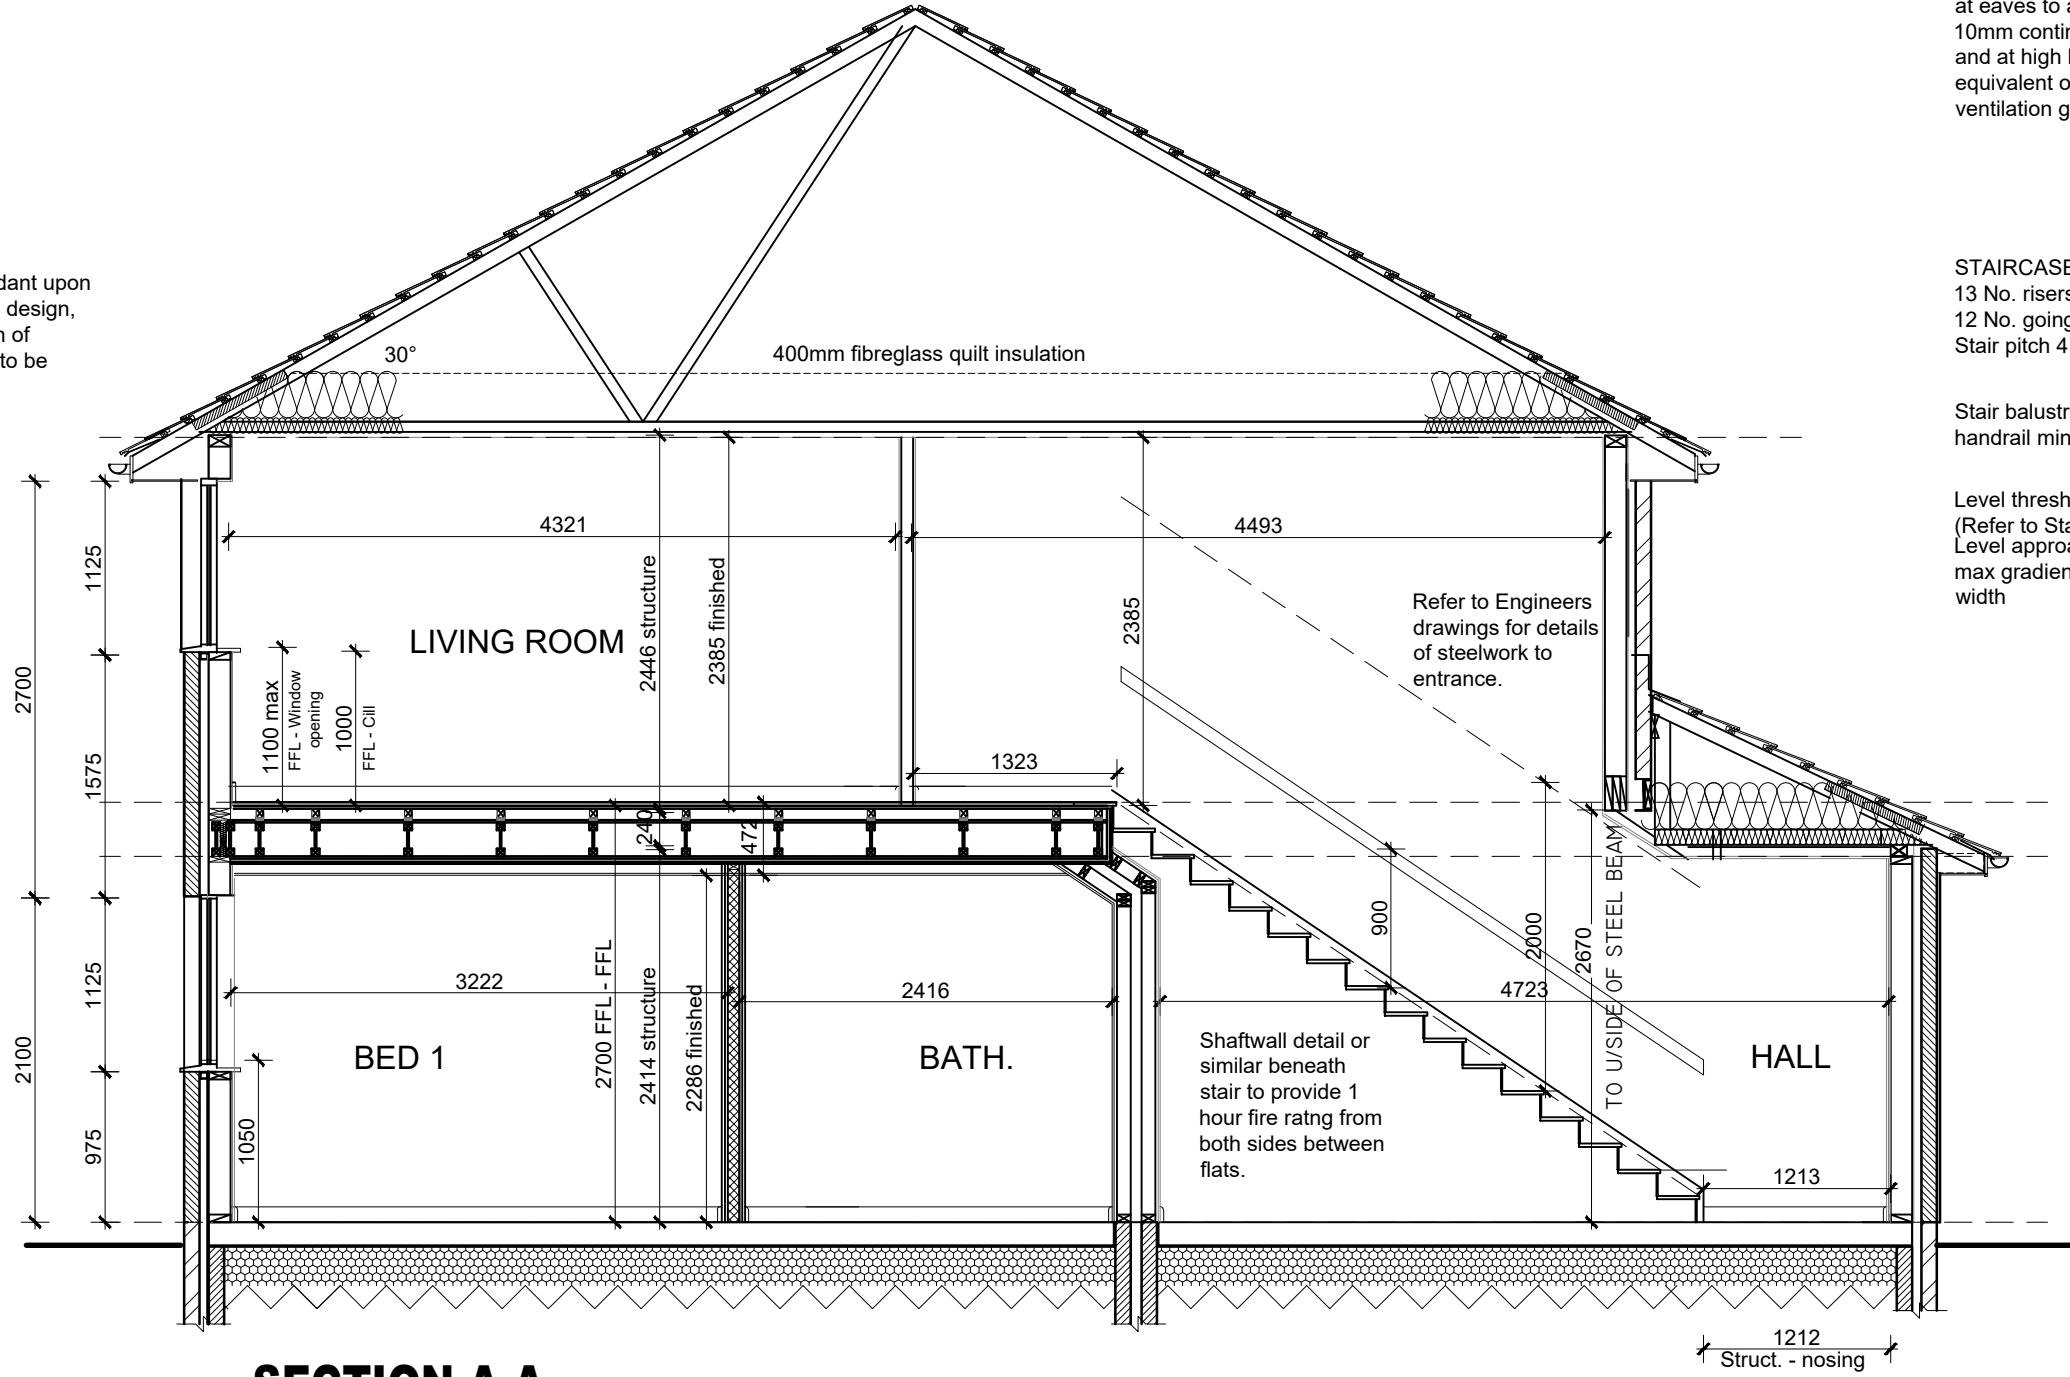 at eaves to
10mm
and at high
equivalent
ventilation
dant upon
design,
of
to be
STAIRCASE
13 No. risers
12 No. going
Stair pitch 4
30°
400mm fibreglass quilt insulation
Stair
handrail min
Level
(Refer to
Level
max
width
4321
4493
1125
2700
1575
LIVING ROOM
2446 structure
2385 finished
2385
Refer to Engineers
drawings for details
of steelwork to
entrance.
1100 max
FFL - Window
opening
1000
FFL - Cill
1323
240
472
900
2000
2670
TO U/SIDE OF STEEL BEAM
1125
2100
975
3222
2416
4723
2700 FFL - FFL
2414 structure
2286 finished
BED 1
BATH.
HALL
1050
Shaftwall detail or
similar beneath
stair to provide 1
hour fire ratng from
both sides between
flats.
1213
1212
Struct. - nosing
SECTION A-A